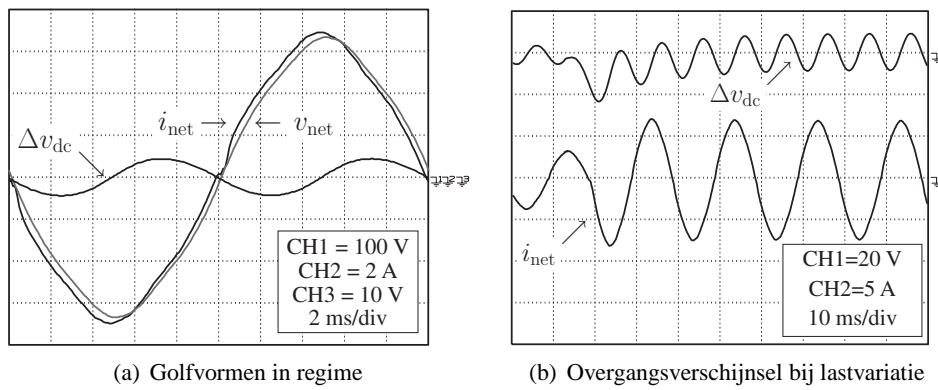 i_net
v_net
Δv_dc
CH1 = 100 V
CH2 = 2 A
CH3 = 10 V
2 ms/div
(a) Golfvormen in regime
Δv_dc
i_net
CH1=20 V
CH2=5 A
10 ms/div
(b) Overgangsverschijnsel bij lastvariatie